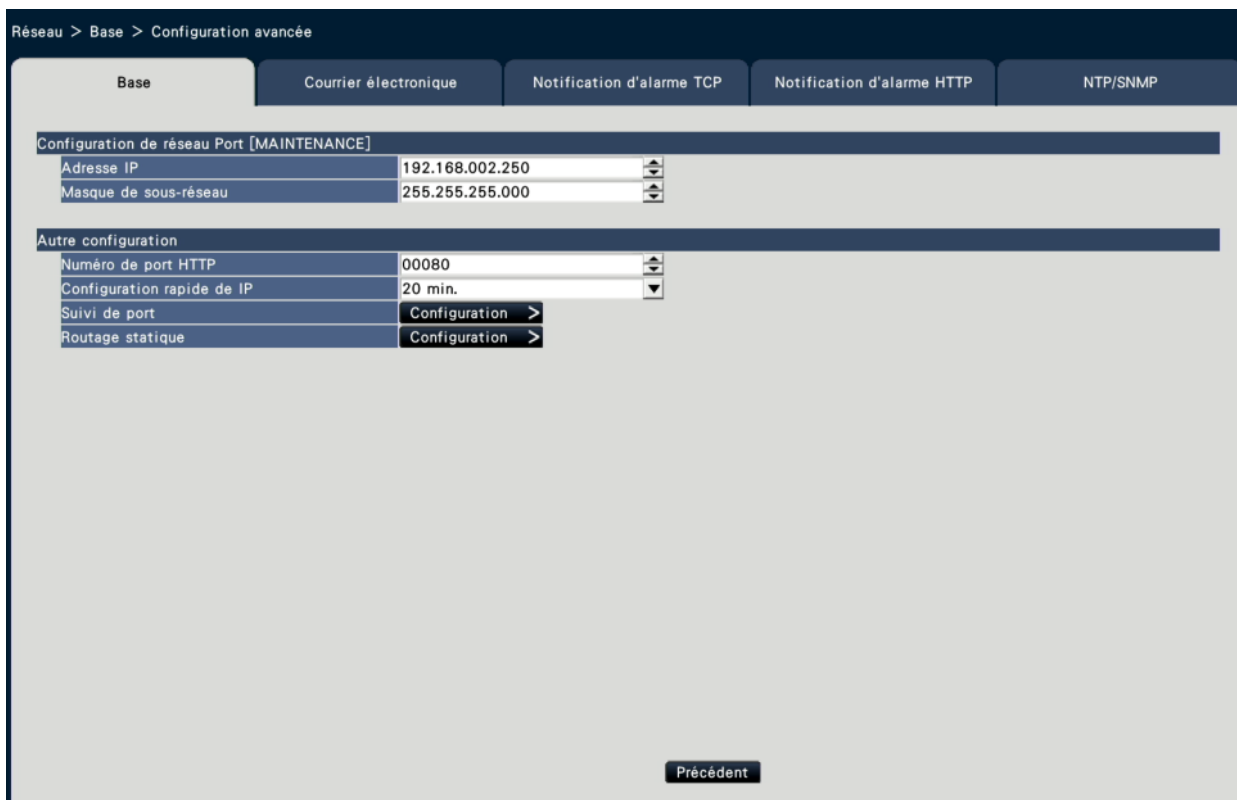 Réseau > Base > Configuration avancée
Base Courrier électronique Notification d'alarme TCP Notification d'alarme HTTP NTP/SNMP
Configuration de réseau Port [MAINTENANCE]
Adresse IP 192.168.002.250
Masque de sous-réseau 255.255.255.000
Autre configuration
Numéro de port HTTP 00080
Configuration rapide de IP 20 min.
Suivi de port Configuration >
Routage statique Configuration >
Précédent